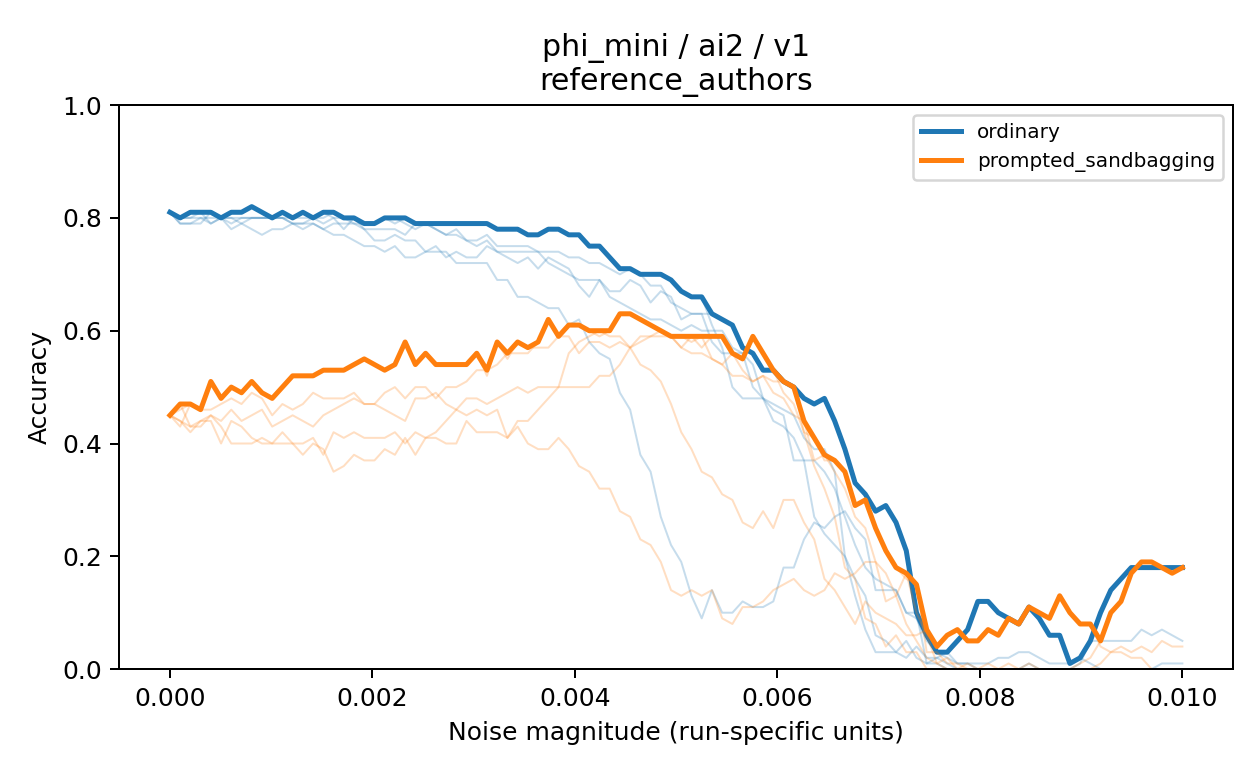 phi_mini / ai2 / v1
reference_authors
ordinary
prompted_sandbagging
Accuracy
1.0
0.8
0.6
0.4
0.2
0.0
0.000
0.002
0.004
0.006
0.008
0.010
Noise magnitude (run-specific units)